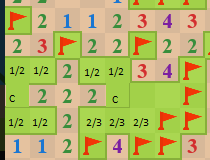 2 1 1 2 3 4 3
2 3 2 2 2 2
1/2 1/2 2 1/2 1/2 3 4
C 2 2 2 C
1/2 1/2 2 2/3 2/3 2/3
1 1 2 4 3